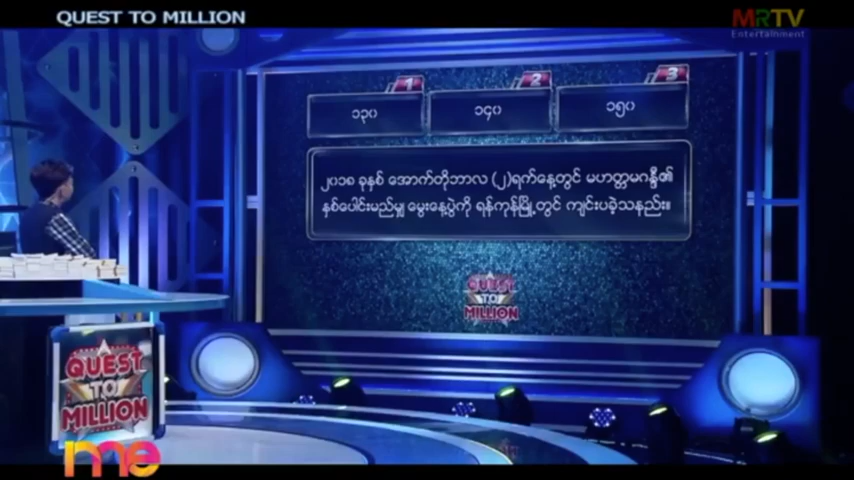 QUEST TO MILLION
MRTV
Entertainment
1
2
3
၁၃၀
၁၄၀
၁၅၀
၂၀၁၈ ခုနှစ် အောက်တိုဘာလ (၂)ရက်နေ့တွင် မဟတ္တမဂန္ဒီ၏
နှစ်ပေါင်းမည်မျှ မွေးနေ့ပွဲကို ရန်ကုန်မြို့တွင် ကျင်းပခဲ့သနည်း။
QUEST
TO
MILLION
QUEST
TO
MILLION
me